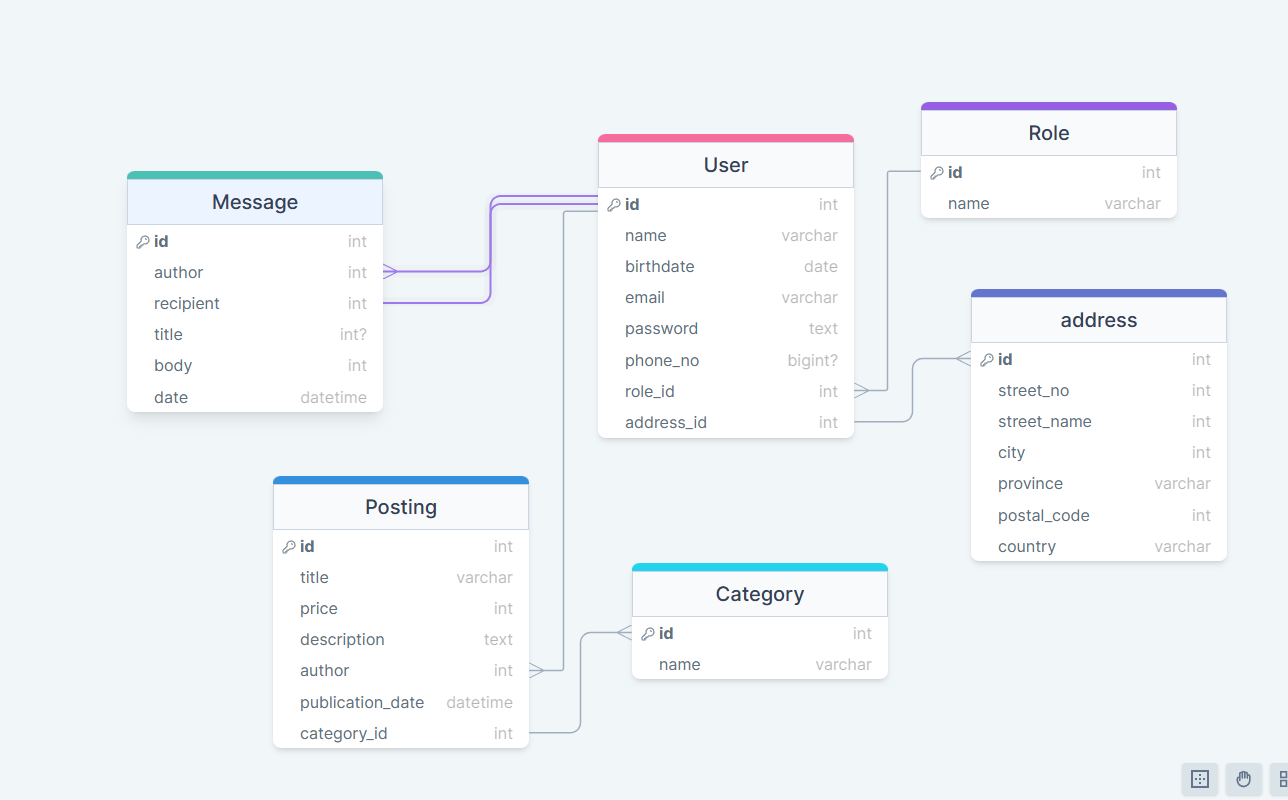 Message
id int
author int
recipient int
title int?
body int
date datetime
User
id int
name varchar
birthdate date
email varchar
password text
phone_no bigint?
role_id int
address_id int
Role
id int
name varchar
address
id int
street_no int
street_name int
city int
province varchar
postal_code int
country varchar
Posting
id int
title varchar
price int
description text
author int
publication_date datetime
category_id int
Category
id int
name varchar